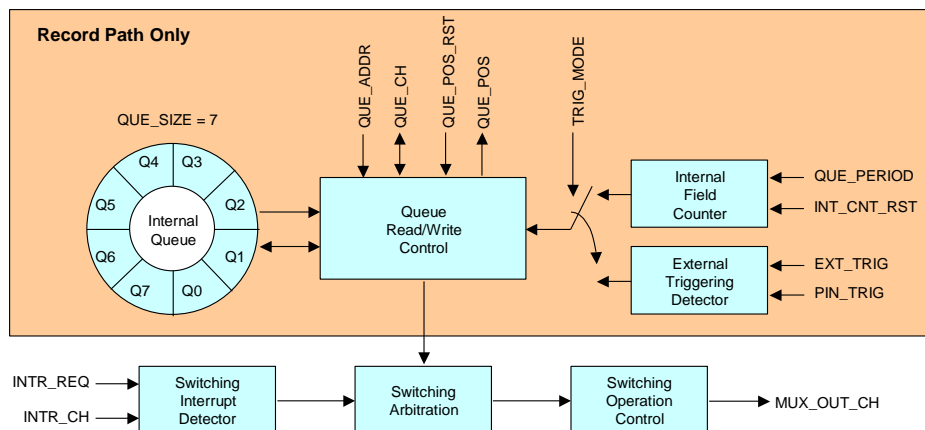 Record Path Only
QUE_ADDR
QUE_CH
QUE_POS_RST
QUE_POS
TRIG_MODE
QUE_SIZE = 7
Q4
Q3
Q5
Q2
Internal
Queue
Q6
Q1
Q7
Q0
Queue
Read/Write
Control
Internal
Field
Counter
QUE_PERIOD
INT_CNT_RST
External
Triggering
Detector
EXT_TRIG
PIN_TRIG
INTR_REQ
INTR_CH
Switching
Interrupt
Detector
Switching
Arbitration
Switching
Operation
Control
MUX_OUT_CH